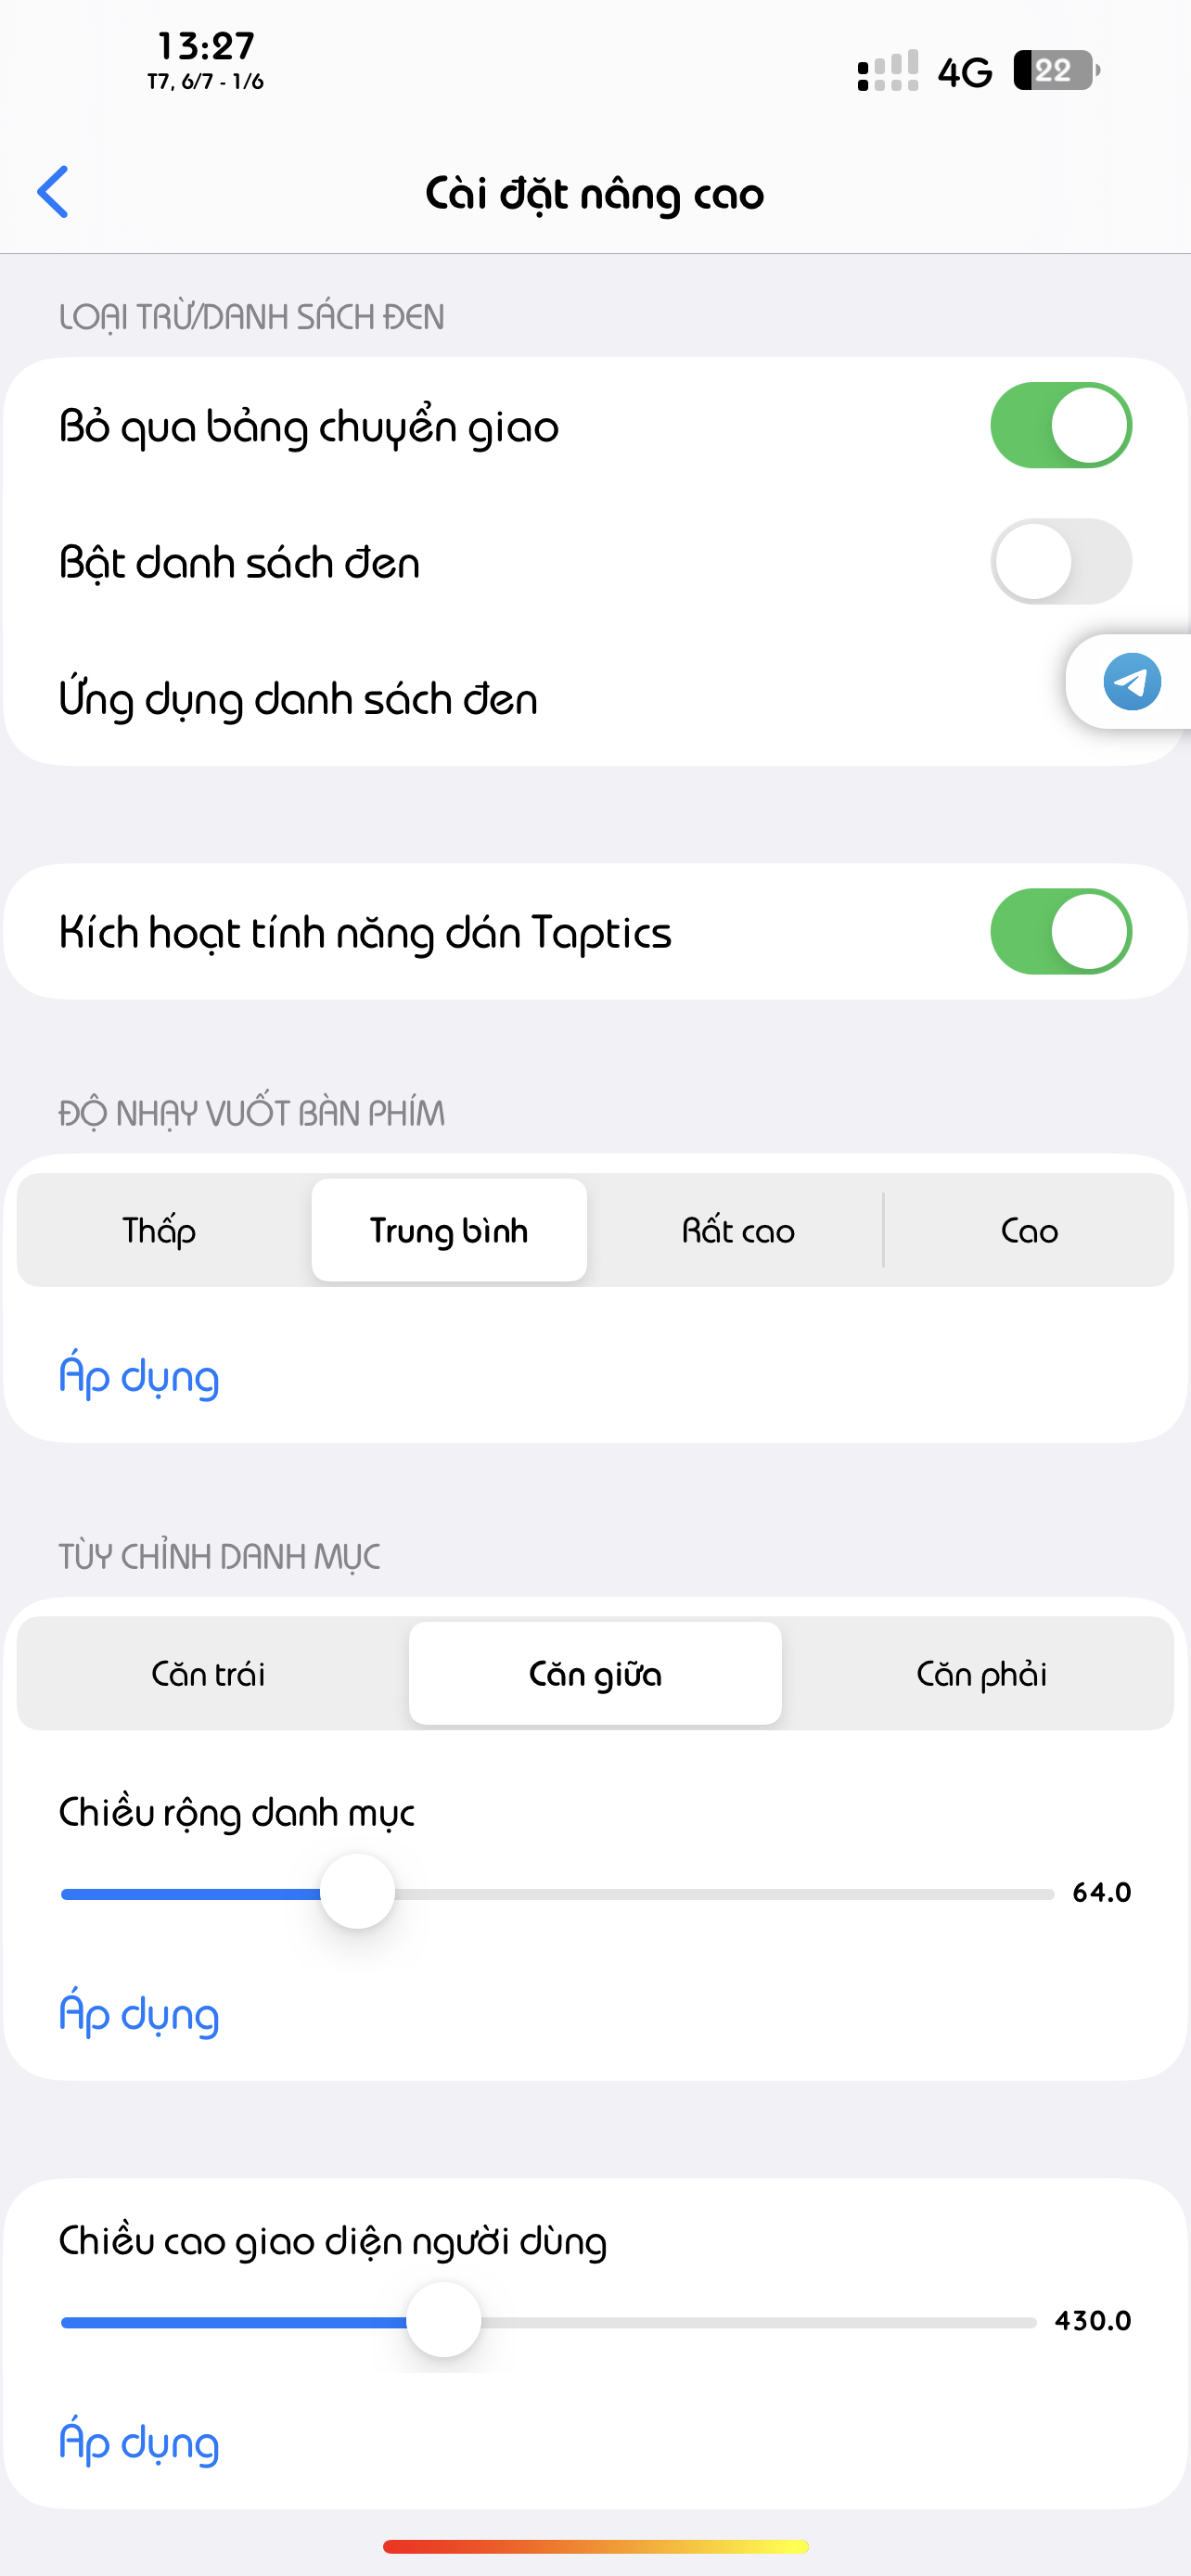 13:27
T7, 6/7 - 1/6
4G
22
Cài đặt nâng cao
LOẠI TRỪ/DANH SÁCH ĐEN
Bỏ qua bảng chuyển giao
Bật danh sách đen
Ứng dụng danh sách đen
Kích hoạt tính năng dán Taptics
ĐỘ NHẠY VUỐT BÀN PHÍM
Thấp Trung bình Rất cao Cao
Áp dụng
TÙY CHỈNH DANH MỤC
Căn trái Căn giữa Căn phải
Chiều rộng danh mục
64.0
Áp dụng
Chiều cao giao diện người dùng
430.0
Áp dụng